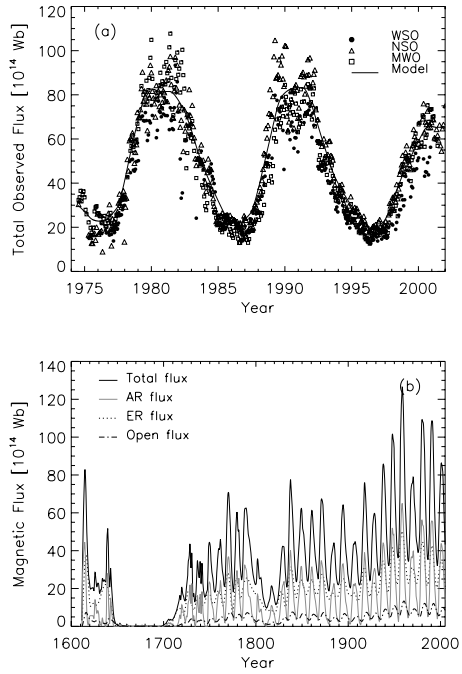 120
100
80
60
40
20
0
Total Observed Flux [10¹⁴ Wb]
(a)
WSO
NSO
MWO
Model
1975 1980 1985 1990 1995 2000
Year
140
120
100
80
60
40
20
0
Magnetic Flux [10¹⁴ Wb]
Total flux
AR flux
ER flux
Open flux
(b)
1600 1700 1800 1900 2000
Year